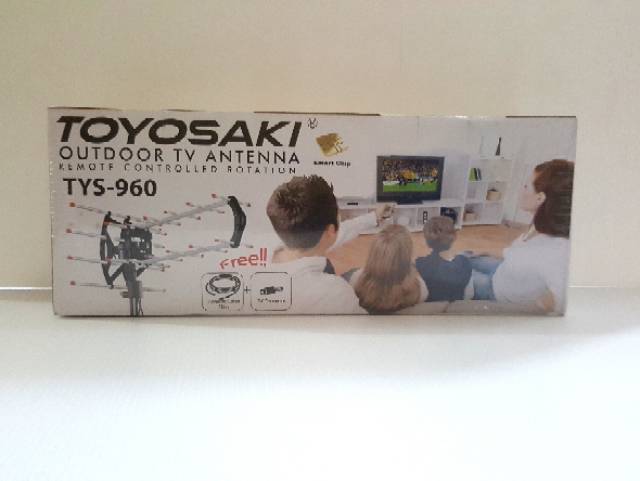 TOYOSAKI
OUTDOOR TV ANTENNA
REMOTE CONTROLLED ROTATION
TYS-960
Smart Chip
Free!!
+